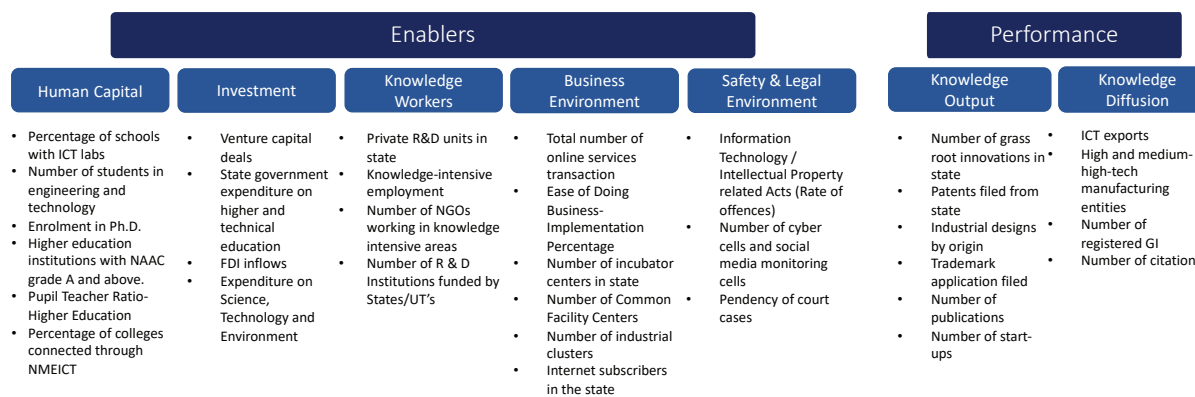 Enablers
Performance
Human Capital
Investment
Knowledge
Workers
Business
Environment
Safety & Legal
Environment
Knowledge
Output
Knowledge
Diffusion
• Percentage of schools
with ICT labs
• Number of students in
engineering and
technology
• Enrolment in Ph.D.
• Higher education
institutions with NAAC
grade A and above.
• Pupil Teacher Ratio-
Higher Education
• Percentage of colleges
connected through
NMEICT
• Venture capital
deals
• State government
expenditure on
higher and
technical
education
• FDI inflows
• Expenditure on
Science,
Technology and
Environment
• Private R&D units in
state
• Knowledge-intensive
employment
• Number of NGOs
working in knowledge
intensive areas
• Number of R & D
Institutions funded by
States/UT's
• Total number of
online services
transaction
• Ease of Doing
Business-
Implementation
Percentage
• Number of incubator
centers in state
• Number of Common
Facility Centers
• Number of industrial
clusters
• Internet subscribers
in the state
• Information
Technology /
Intellectual Property
related Acts (Rate of
offences)
• Number of cyber
cells and social
media monitoring
cells
• Pendency of court
cases
• Number of grass
root innovations in
state
• Patents filed from
state
• Industrial designs
by origin
• Trademark
application filed
• Number of
publications
• Number of start-
ups
• ICT exports
• High and medium-
high-tech
manufacturing
entities
• Number of
registered GI
• Number of citation